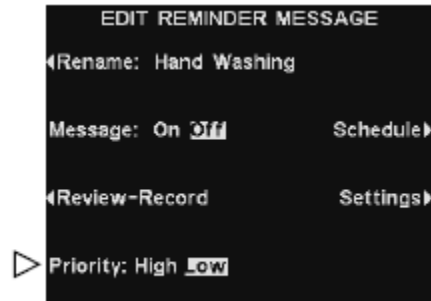 EDIT REMINDER MESSAGE
Rename: Hand Washing
Message: On Off Schedule
Review-Record Settings
Priority: High Low